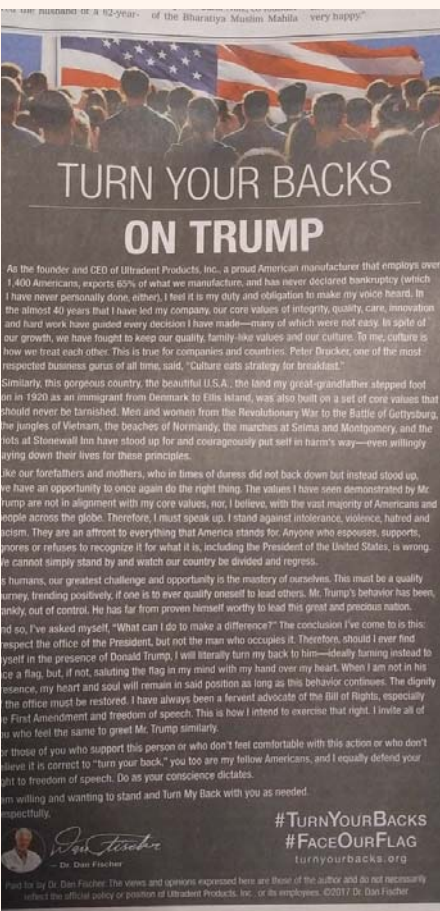 the husband of a 62-year-
of the Bharatiya Muslim Mahila
very happy."
TURN YOUR BACKS
ON TRUMP
As the founder and CEO of Ultradent Products, Inc., a proud American manufacturer that employs over
1,400 Americans, exports 65% of what we manufacture, and has never declared bankruptcy (which
I have never personally done, either), I feel it is my duty and obligation to make my voice heard. In
the almost 40 years that I have led my company, our core values of integrity, quality, care, innovation
and hard work have guided every decision I have made—many of which were not easy. In spite of
our growth, we have fought to keep our quality, family-like values and our culture. To me, culture is
how we treat each other. This is true for companies and countries. Peter Drucker, one of the most
respected business gurus of all time, said, "Culture eats strategy for breakfast."
Similarly, this gorgeous country, the beautiful U.S.A., the land my great-grandfather stepped foot
on in 1920 as an immigrant from Denmark to Ellis Island, was also built on a set of core values that
should never be tarnished. Men and women from the Revolutionary War to the Battle of Gettysburg,
the jungles of Vietnam, the beaches of Normandy, the marches at Selma and Montgomery, and the
riots at Stonewall Inn have stood up for and courageously put self in harm's way—even willingly
aying down their lives for these principles.
ike our forefathers and mothers, who in times of duress did not back down but instead stood up,
ve have an opportunity to once again do the right thing. The values I have seen demonstrated by Mr.
rump are not in alignment with my core values, nor, I believe, with the vast majority of Americans and
eople across the globe. Therefore, I must speak up. I stand against intolerance, violence, hatred and
acism. They are an affront to everything that America stands for. Anyone who espouses, supports,
gnores or refuses to recognize it for what it is, including the President of the United States, is wrong.
Ve cannot simply stand by and watch our country be divided and regress.
s humans, our greatest challenge and opportunity is the mastery of ourselves. This must be a quality
urney, trending positively, if one is to ever qualify oneself to lead others. Mr. Trump's behavior has been,
ankly, out of control. He has far from proven himself worthy to lead this great and precious nation.
nd so, I've asked myself, "What can I do to make a difference?" The conclusion I've come to is this:
respect the office of the President, but not the man who occupies it. Therefore, should I ever find
yself in the presence of Donald Trump, I will literally turn my back to him—ideally turning instead to
ce a flag, but, if not, saluting the flag in my mind with my hand over my heart. When I am not in his
esence, my heart and soul will remain in said position as long as this behavior continues. The dignity
the office must be restored. I have always been a fervent advocate of the Bill of Rights, especially
e First Amendment and freedom of speech. This is how I intend to exercise that right. I invite all of
ou who feel the same to greet Mr. Trump similarly.
or those of you who support this person or who don't feel comfortable with this action or who don't
elieve it is correct to "turn your back," you too are my fellow Americans, and I equally defend your
ght to freedom of speech. Do as your conscience dictates.
am willing and wanting to stand and Turn My Back with you as needed.
espectfully,
Dan Fischer
— Dr. Dan Fischer
#TURNYOURBACKS
#FACEOURFLAG
turnyourbacks.org
Paid for by Dr. Dan Fischer. The views and opinions expressed here are those of the author and do not necessarily
reflect the official policy or position of Ultradent Products, Inc., or its employees. ©2017 Dr. Dan Fischer